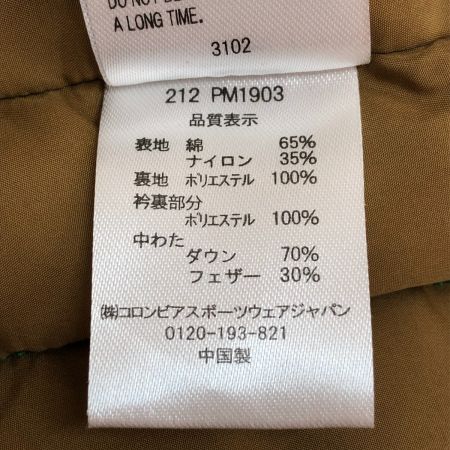 A LONG TIME.
3102
212 PM1903
品質表示
表地 綿 65%
ナイロン 35%
裏地 ポリエステル 100%
衿裏部分
ポリエステル 100%
中わた
ダウン 70%
フェザー 30%
㈱コロンビアスポーツウェアジャパン
0120-193-821
中国製